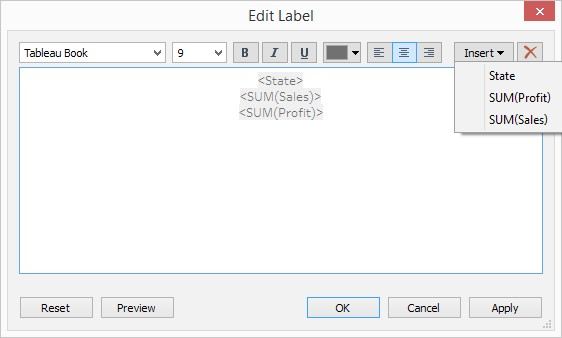 Edit Label
Tableau Book 9 B I U Insert
<State>
<SUM(Sales)>
<SUM(Profit)>
State
SUM(Profit)
SUM(Sales)
Reset Preview OK Cancel Apply